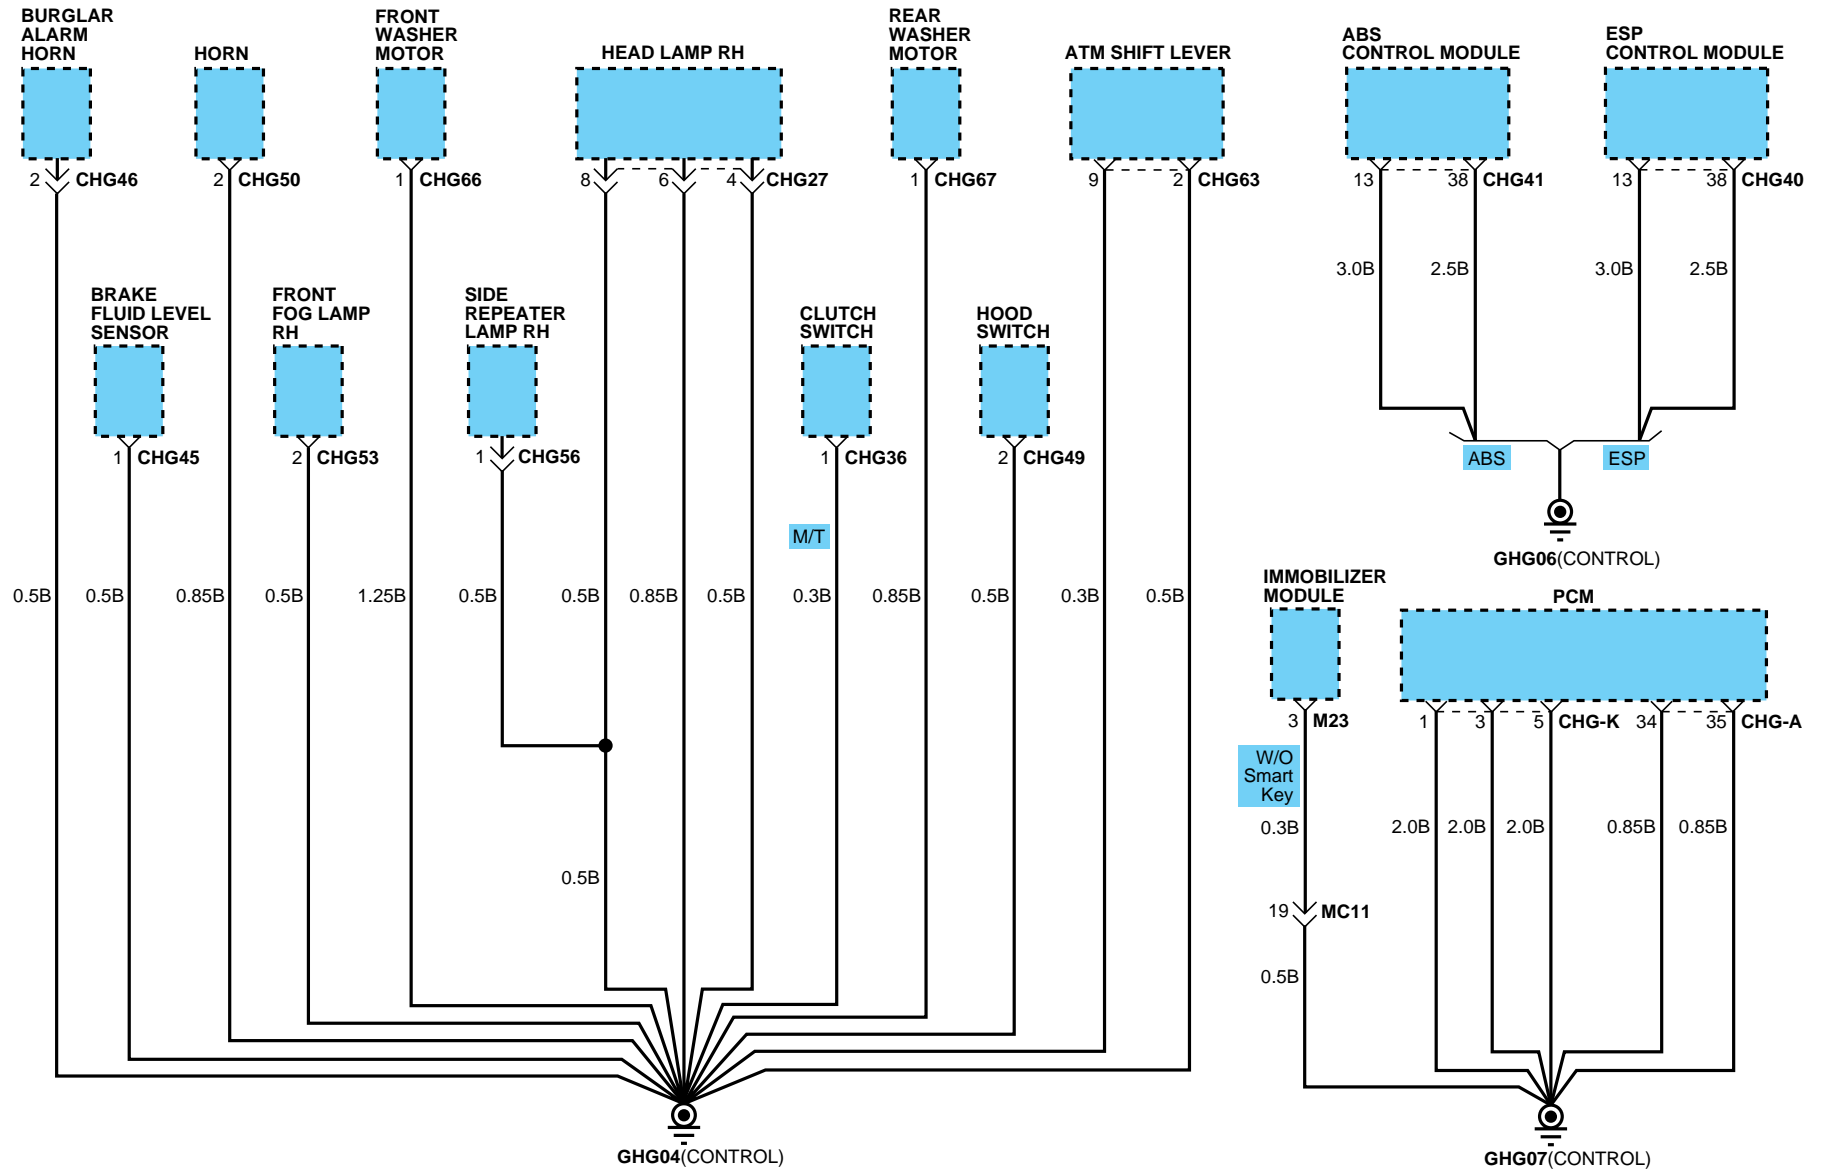 BURGLAR
ALARM
HORN
HORN
FRONT
WASHER
MOTOR
HEAD LAMP RH
REAR
WASHER
MOTOR
ATM SHIFT LEVER
ABS
CONTROL MODULE
ESP
CONTROL MODULE
2 CHG46
2 CHG50
1 CHG66
8 6 4 CHG27
1 CHG67
9 2 CHG63
13 38 CHG41
13 38 CHG40
3.0B 2.5B 3.0B 2.5B
BRAKE
FLUID LEVEL
SENSOR
FRONT
FOG LAMP
RH
SIDE
REPEATER
LAMP RH
CLUTCH
SWITCH
HOOD
SWITCH
1 CHG45
2 CHG53
1 CHG56
1 CHG36
2 CHG49
ABS
ESP
M/T
GHG06(CONTROL)
0.5B 0.5B 0.85B 0.5B 1.25B 0.5B 0.5B 0.85B 0.5B 0.3B 0.85B 0.5B 0.3B 0.5B
IMMOBILIZER
MODULE
PCM
3 M23
1 3 5 CHG-K 34 35 CHG-A
W/O
Smart
Key
0.3B
2.0B 2.0B 2.0B 0.85B 0.85B
0.5B
19 MC11
0.5B
GHG04(CONTROL)
GHG07(CONTROL)